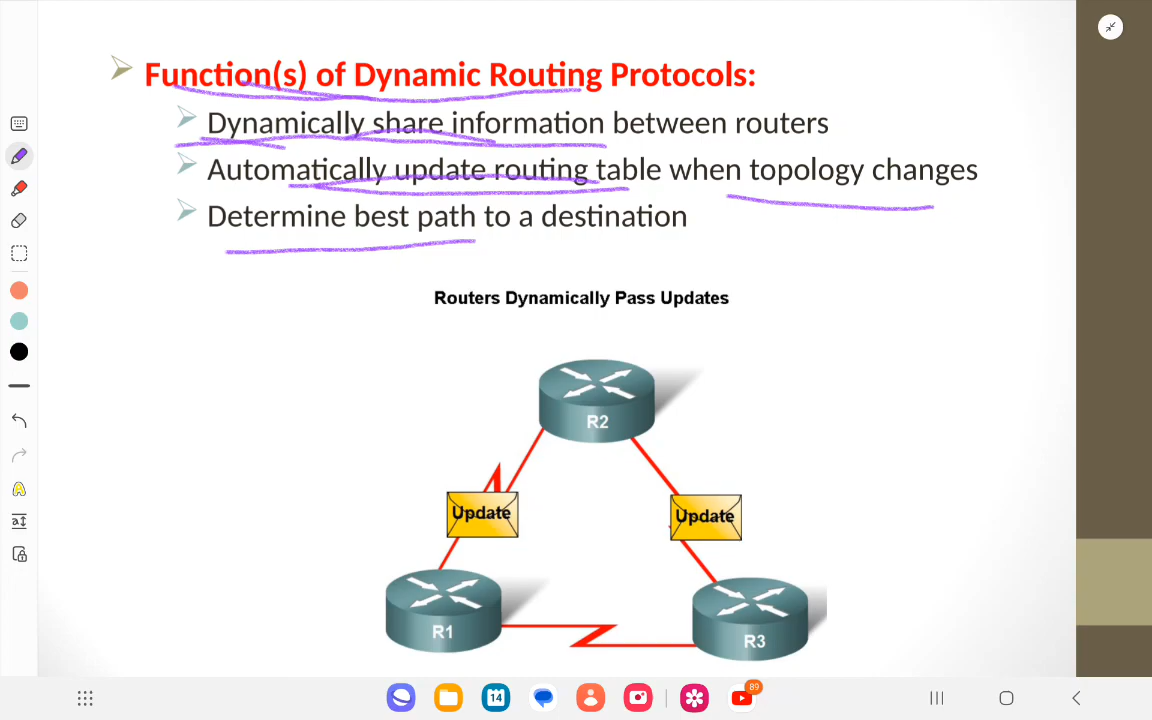 Function(s) of Dynamic Routing Protocols:
Dynamically share information between routers
Automatically update routing table when topology changes
Determine best path to a destination
Routers Dynamically Pass Updates
R2
Update
Update
R1
R3
14
89